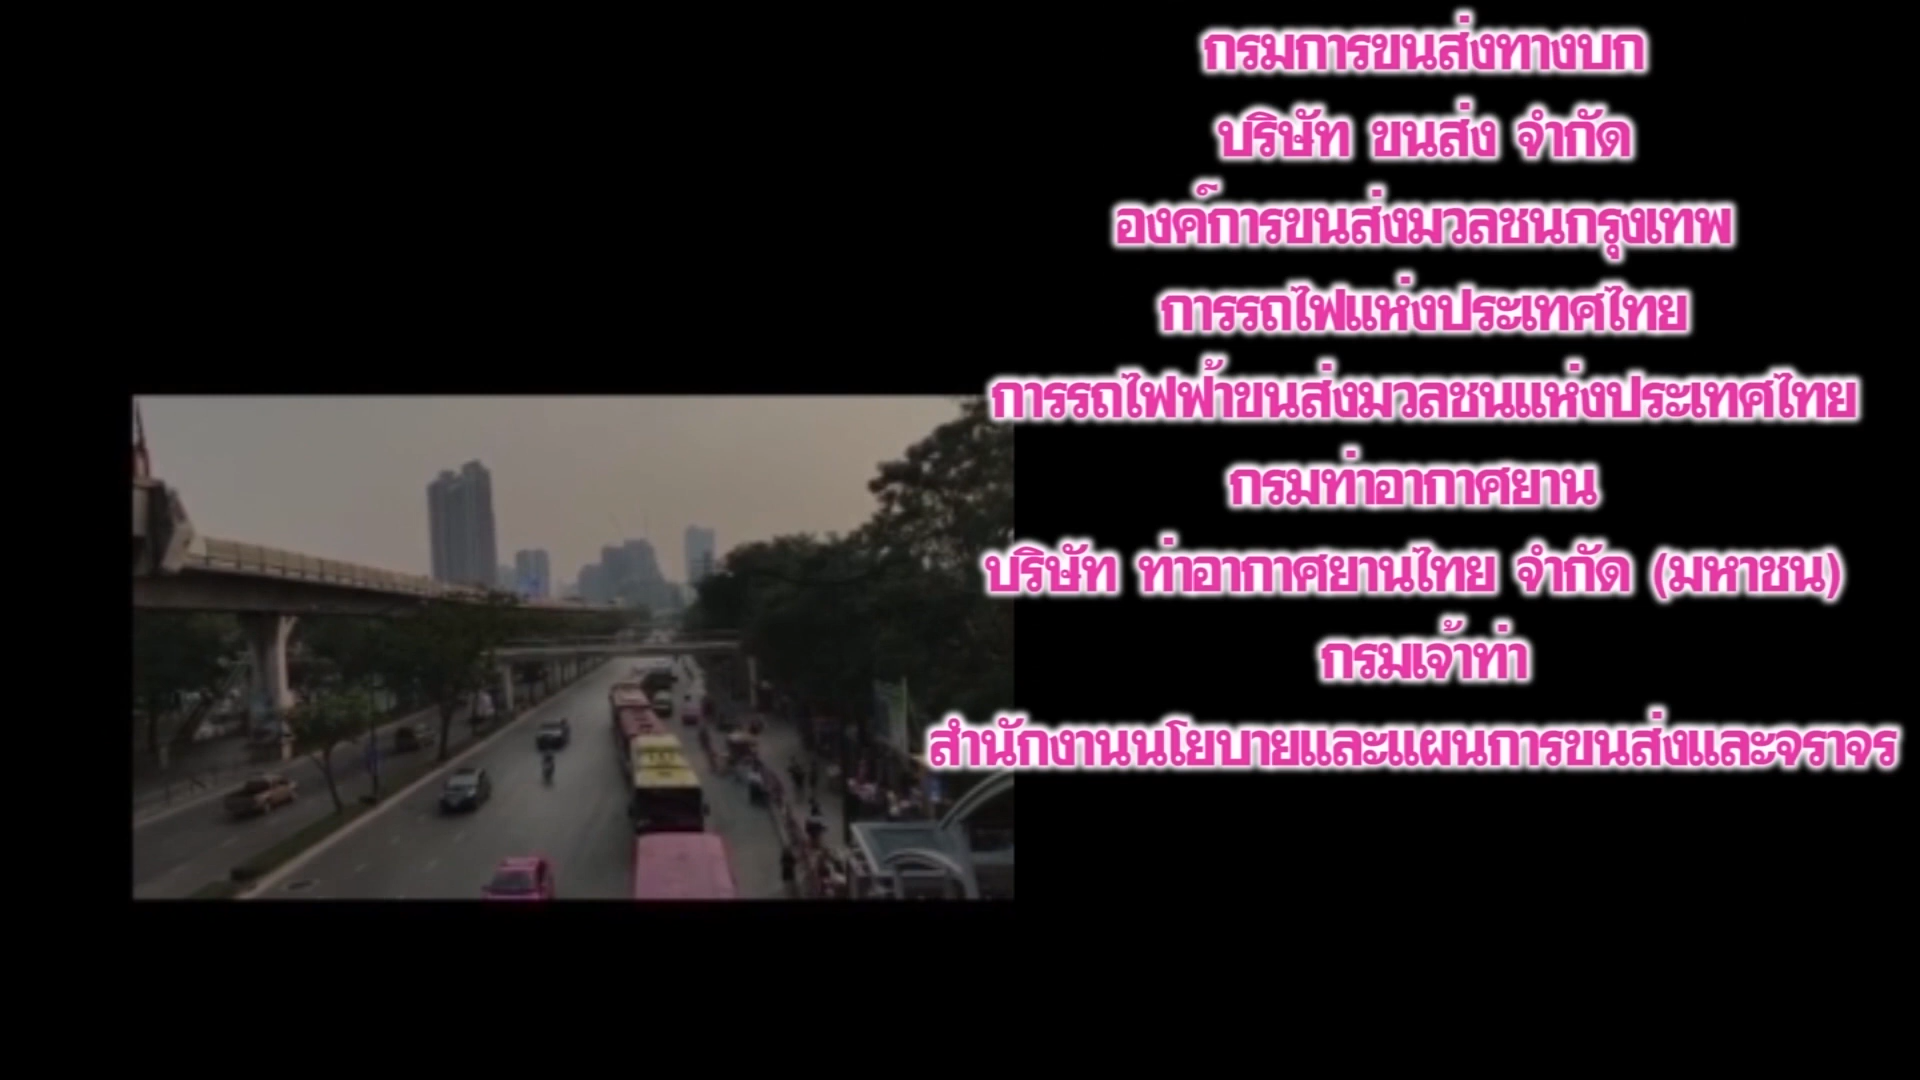 กรมการขนส่งทางบก
บริษัท ขนส่ง จำกัด
องค์การขนส่งมวลชนกรุงเทพ
การรถไฟแห่งประเทศไทย
การรถไฟฟ้าขนส่งมวลชนแห่งประเทศไทย
กรมท่าอากาศยาน
บริษัท ท่าอากาศยานไทย จำกัด (มหาชน)
กรมเจ้าท่า
สำนักงานนโยบายและแผนการขนส่งและจราจร